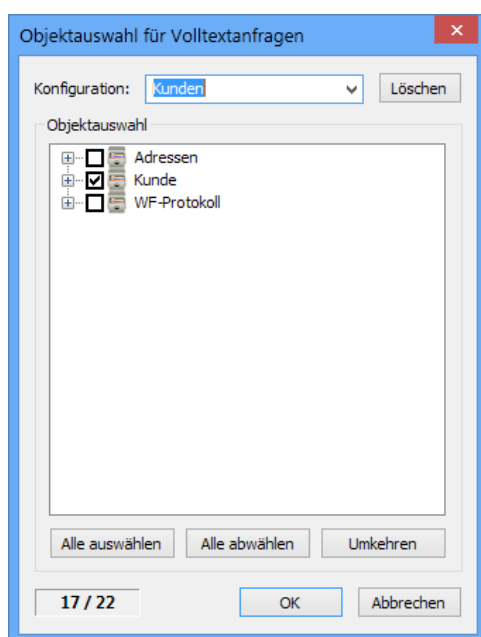 Objektauswahl für Volltextanfragen
Konfiguration: Kunden Löschen
Objektauswahl
Adressen
Kunde
WF-Protokoll
Alle auswählen Alle abwählen Umkehren
17 / 22 OK Abbrechen